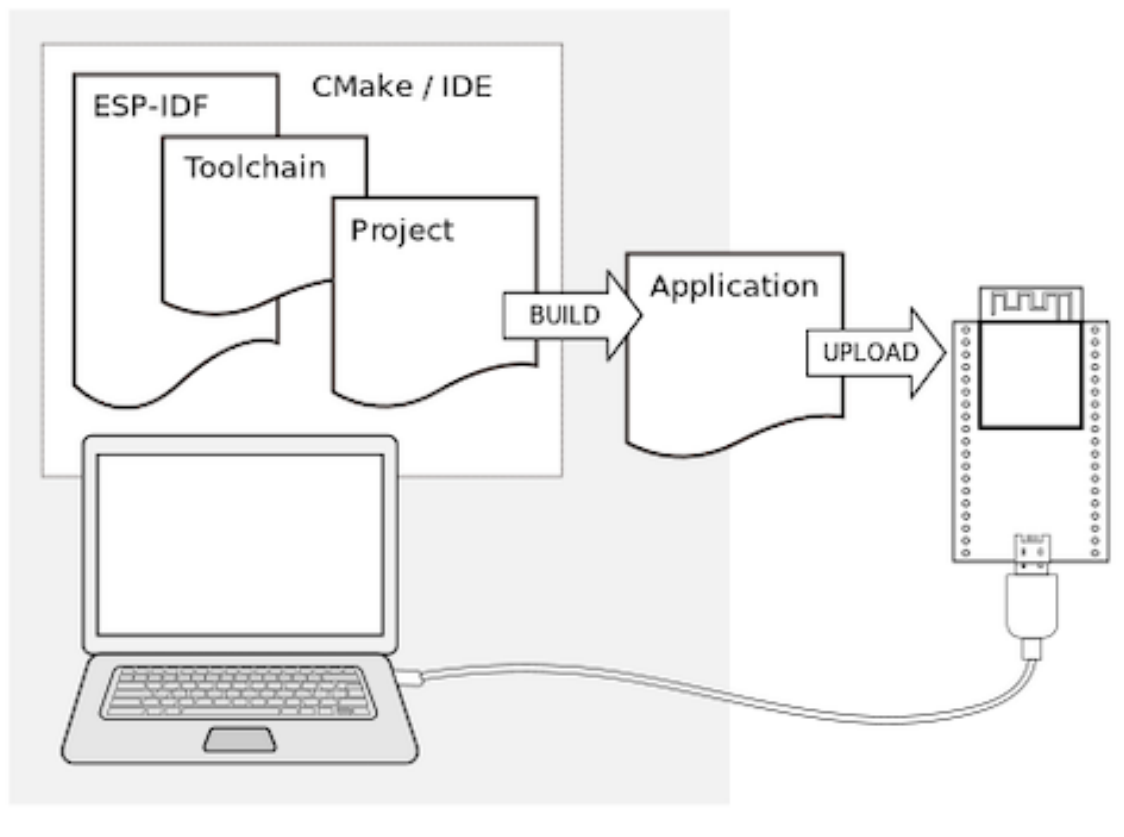 CMake / IDE
ESP-IDF
Toolchain
Project
BUILD
Application
UPLOAD